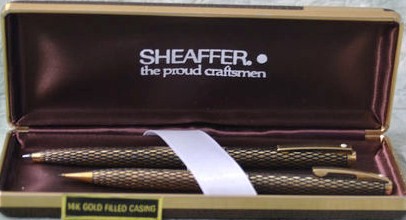 SHEAFFER.
the proud craftsmen
14K GOLD FILLED CASING